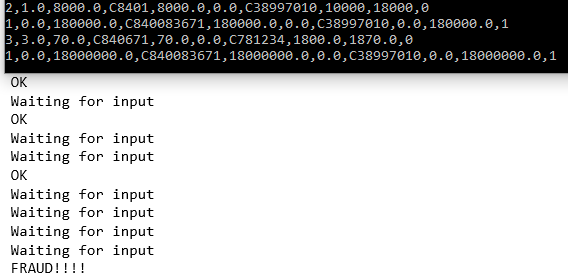 2,1.0,8000.0,C8401,8000.0,0.0,C38997010,10000,18000,0
1,0.0,180000.0,C840083671,180000.0,0.0,C38997010,0.0,180000.0,1
3,3.0,70.0,C840671,70.0,0.0,C781234,1800.0,1870.0,0
1,0.0,18000000.0,C840083671,18000000.0,0.0,C38997010,0.0,18000000.0,1
OK
Waiting for input
OK
Waiting for input
Waiting for input
OK
Waiting for input
Waiting for input
Waiting for input
Waiting for input
FRAUD!!!!